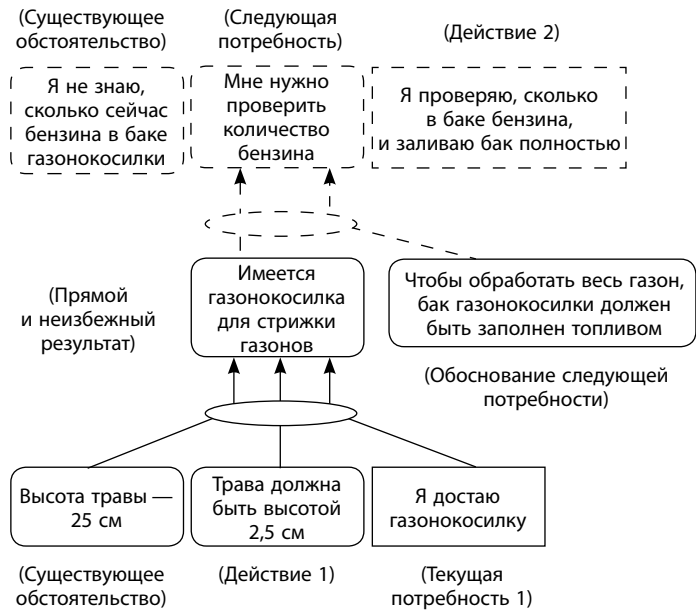 (Существующее
обстоятельство)
(Следующая
потребность)
(Действие 2)
Я не знаю,
сколько сейчас
бензина в баке
газонокосилки
Мне нужно
проверить
количество
бензина
Я проверяю, сколько
в баке бензина,
и заливаю бак полностью
(Прямой
и неизбежный
результат)
Имеется
газонокосилка
для стрижки
газонов
Чтобы обработать весь газон,
бак газонокосилки должен
быть заполнен топливом
(Обоснование следующей
потребности)
Высота травы —
25 см
Трава должна
быть высотой
2,5 см
Я достаю
газонокосилку
(Существующее
обстоятельство)
(Действие 1)
(Текущая
потребность 1)